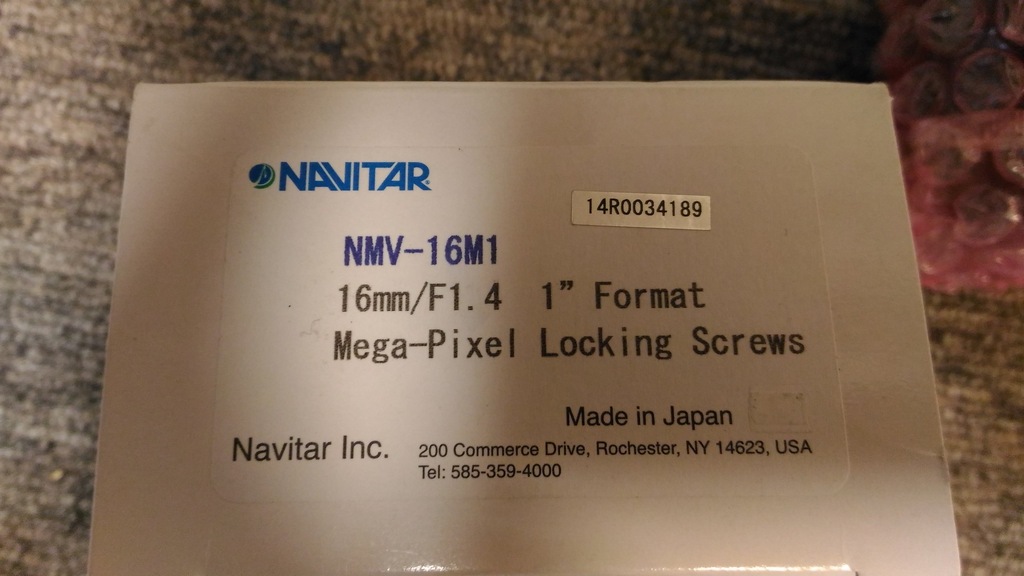 NAVITAR
14R0034189
NMV-16M1
16mm/F1.4 1" Format
Mega-Pixel Locking Screws
Made in Japan
Navitar Inc. 200 Commerce Drive, Rochester, NY 14623, USA
Tel: 585-359-4000